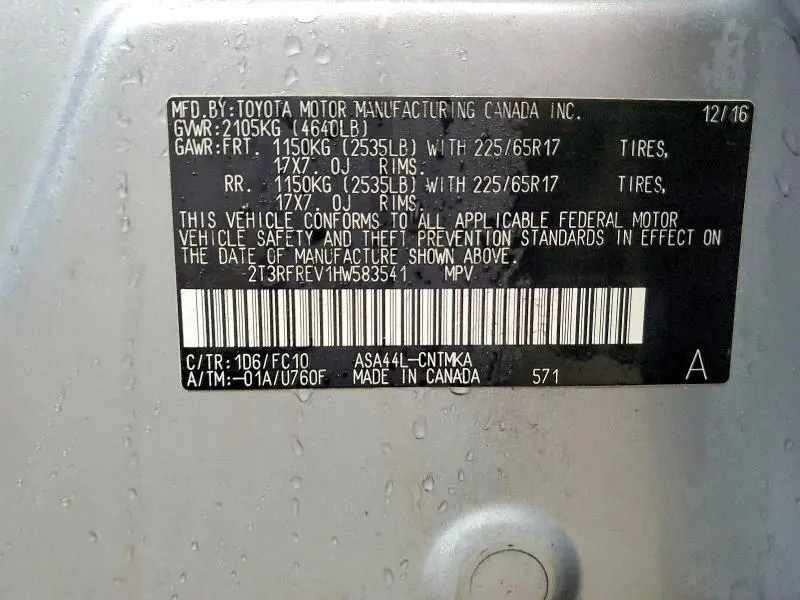 MFD.BY:TOYOTA MOTOR MANUFACTURING CANADA INC. 12/16
GVWR:2105KG (4640LB)
GAWR:FRT. 1150KG (2535LB) WITH 225/65R17 TIRES,
17X7.0J RIMS.
RR. 1150KG (2535LB) WITH 225/65R17 TIRES,
17X7.0J RIMS.
THIS VEHICLE CONFORMS TO ALL APPLICABLE FEDERAL MOTOR
VEHICLE SAFETY AND THEFT PREVENTION STANDARDS IN EFFECT ON
THE DATE OF MANUFACTURE SHOWN ABOVE.
2T3RFREV1HW583541 MPV
C/TR:1D6/FC10 ASA44L-CNTMKA
A/TM:-01A/U760F MADE IN CANADA 571 A